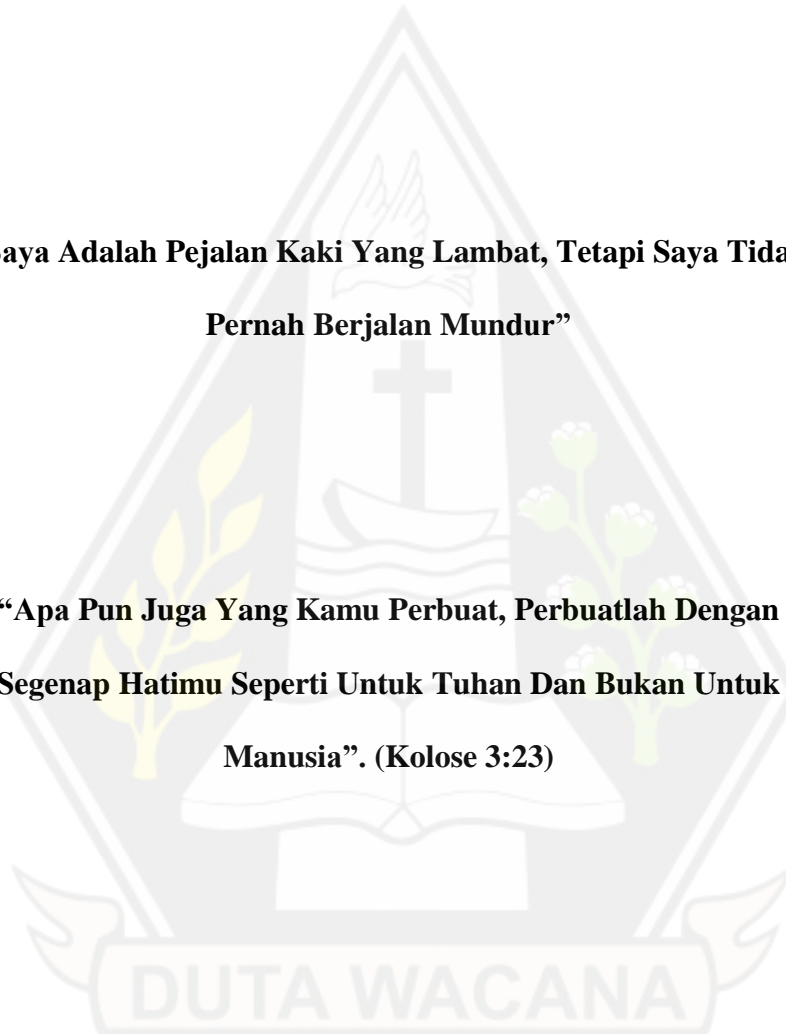 Saya Adalah Pejalan Kaki Yang Lambat, Tetapi Saya Tida
Pernah Berjalan Mundur”
“Apa Pun Juga Yang Kamu Perbuat, Perbuatlah Dengan
Segenap Hatimu Seperti Untuk Tuhan Dan Bukan Untuk
Manusia”. (Kolose 3:23)
DUTA WACANA